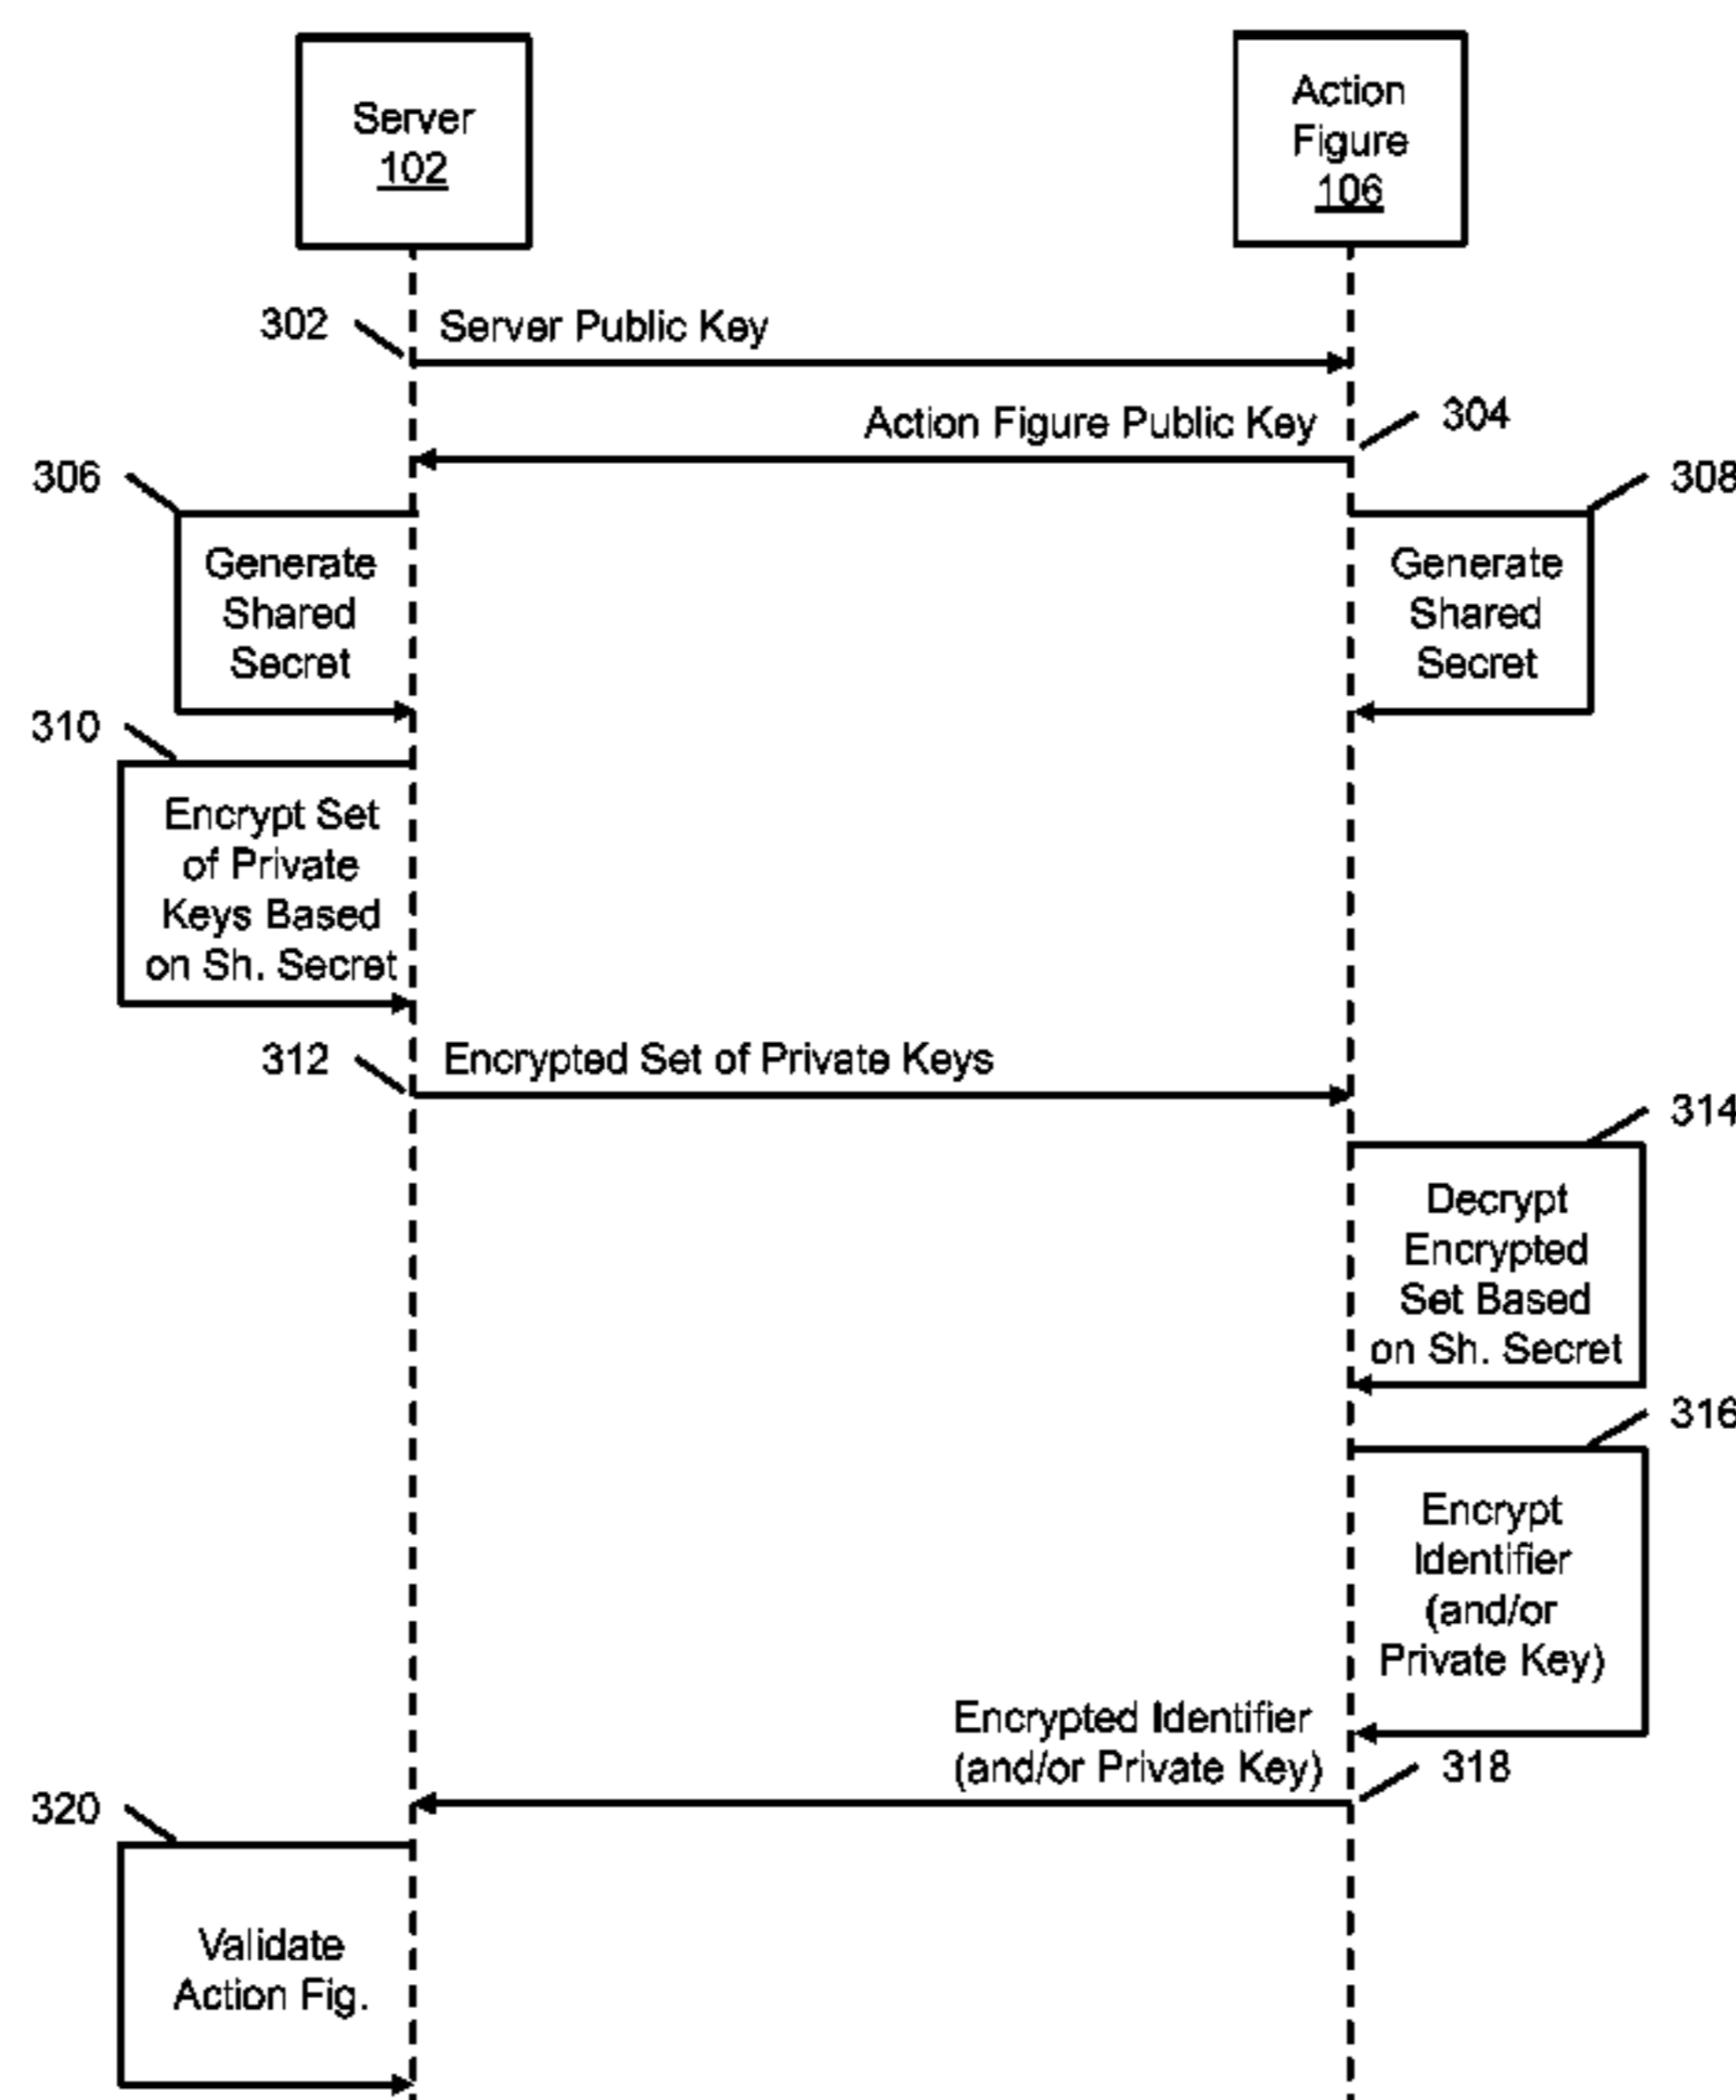 Server
102
Action
Figure
106
302
Server Public Key
Action Figure Public Key
304
306
308
Generate
Shared
Secret
Generate
Shared
Secret
310
Encrypt Set
of Private
Keys Based
on Sh. Secret
312
Encrypted Set of Private Keys
314
Decrypt
Encrypted
Set Based
on Sh. Secret
316
Encrypt
Identifier
(and/or
Private Key)
Encrypted Identifier
(and/or Private Key)
318
320
Validate
Action Fig.